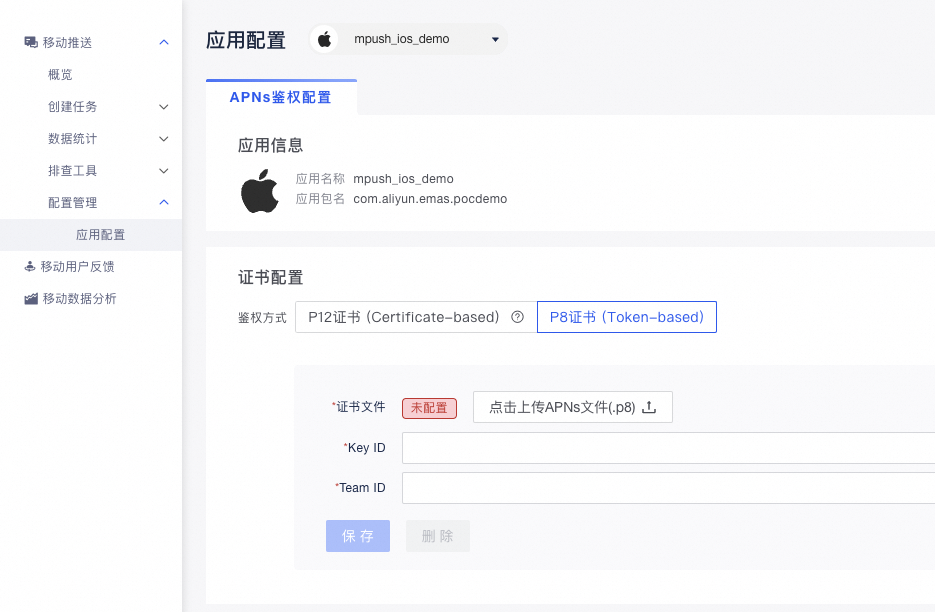 移动推送
概览
创建任务
数据统计
排查工具
配置管理
应用配置
移动用户反馈
移动数据分析
应用配置 mpush_ios_demo
APNs鉴权配置
应用信息
应用名称 mpush_ios_demo
应用包名 com.aliyun.emas.pocdemo
证书配置
鉴权方式 P12证书 (Certificate-based) P8证书 (Token-based)
*证书文件 未配置 点击上传APNs文件(.p8)
*Key ID
*Team ID
保存 删除